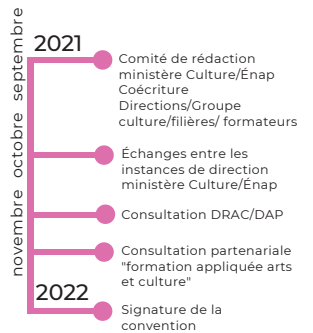 septembre
2021
Comité de rédaction
ministère Culture/Énap
Coécriture
Directions/Groupe
culture/filières/ formateurs
octobre
Échanges entre les
instances de direction
ministère Culture/Énap
novembre
Consultation DRAC/DAP
Consultation partenariale
"formation appliquée arts
et culture"
2022
Signature de la
convention